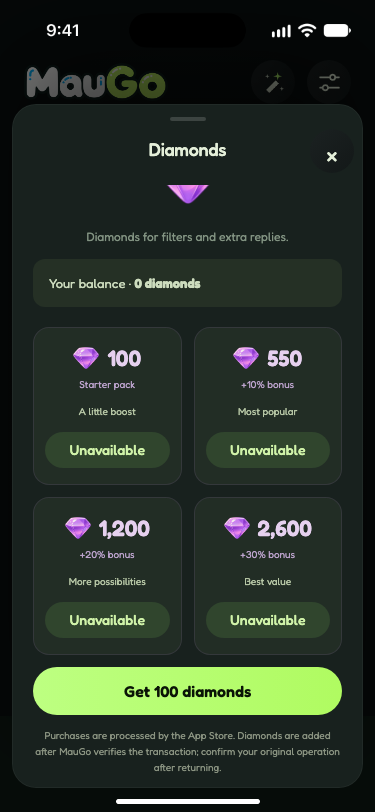 9:41
MauGo
Diamonds
Diamonds for filters and extra replies.
Your balance · 0 diamonds
100
Starter pack
A little boost
Unavailable
550
+10% bonus
Most popular
Unavailable
1,200
+20% bonus
More possibilities
Unavailable
2,600
+30% bonus
Best value
Unavailable
Get 100 diamonds
Purchases are processed by the App Store. Diamonds are added
after MauGo verifies the transaction; confirm your original operation
after returning.